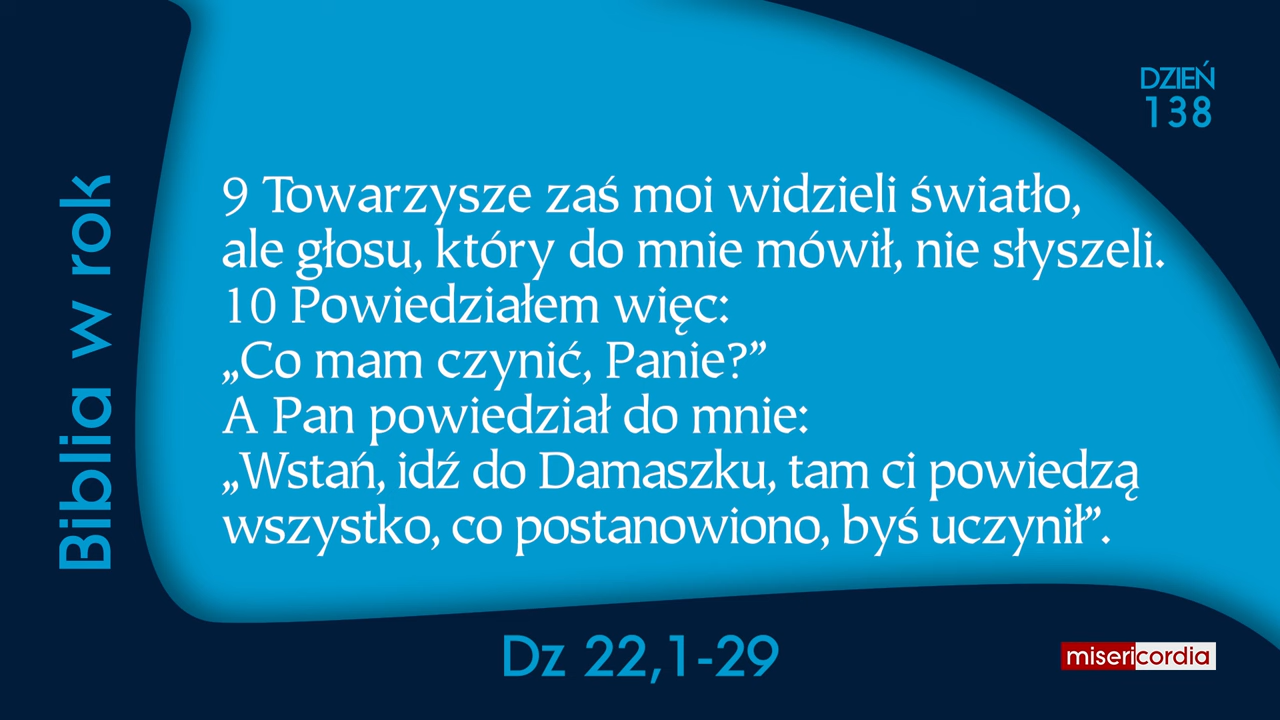 DZIEŃ
138
Biblia w rok
9 Towarzysze zaś moi widzieli światło,
ale głosu, który do mnie mówił, nie słyszeli.
10 Powiedziałem więc:
„Co mam czynić, Panie?”
A Pan powiedział do mnie:
„Wstań, idź do Damaszku, tam ci powiedzą
wszystko, co postanowiono, byś uczynił”.
Dz 22,1-29
misericordia